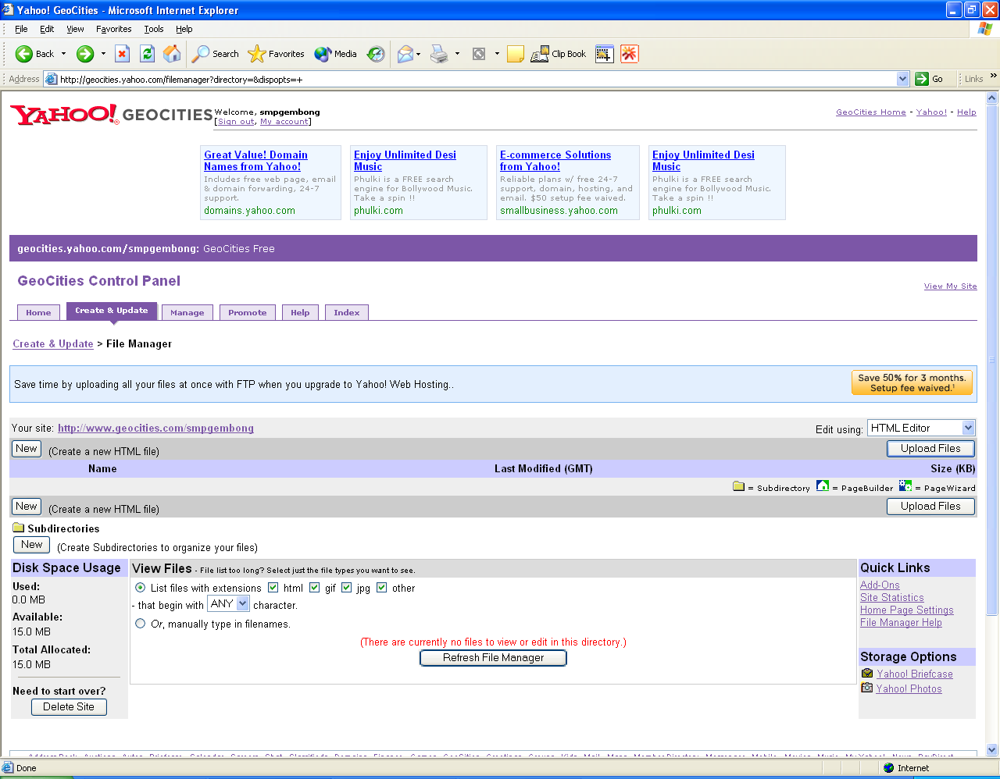 Yahoo! GeoCities - Microsoft Internet Explorer
File Edit View Favorites Tools Help
Back Search Favorites Media Clip Book
Address http://geocities.yahoo.com/filemanager?directory=&dispopts=+ Go Links »
YAHOO! GEOCITIES Welcome, smpgembong
[Sign out, My account]
GeoCities Home - Yahoo! - Help
Great Value! Domain
Names from Yahoo!
Includes free web page, email
& domain forwarding, 24-7
support.
domains.yahoo.com
Enjoy Unlimited Desi
Music
Phulki is a FREE search
engine for Bollywood Music.
Take a spin !!
phulki.com
E-commerce Solutions
from Yahoo!
Reliable plans w/ free 24-7
support, domain, hosting, and
email. $50 setup fee waived.
smallbusiness.yahoo.com
Enjoy Unlimited Desi
Music
Phulki is a FREE search
engine for Bollywood Music.
Take a spin !!
phulki.com
geocities.yahoo.com/smpgembong: GeoCities Free
GeoCities Control Panel
View My Site
Home Create & Update Manage Promote Help Index
Create & Update > File Manager
Save time by uploading all your files at once with FTP when you upgrade to Yahoo! Web Hosting..
Save 50% for 3 months.
Setup fee waived.¹
Your site: http://www.geocities.com/smpgembong Edit using: HTML Editor
New (Create a new HTML file) Upload Files
Name Last Modified (GMT) Size (KB)
= Subdirectory = PageBuilder = PageWizard
New (Create a new HTML file) Upload Files
Subdirectories
New (Create Subdirectories to organize your files)
Disk Space Usage
Used:
0.0 MB
Available:
15.0 MB
Total Allocated:
15.0 MB
Need to start over?
Delete Site
View Files - File list too long? Select just the file types you want to see.
List files with extensions html gif jpg other
- that begin with ANY character.
Or, manually type in filenames.
(There are currently no files to view or edit in this directory.)
Refresh File Manager
Quick Links
Add-Ons
Site Statistics
Home Page Settings
File Manager Help
Storage Options
Yahoo! Briefcase
Yahoo! Photos
Done Internet